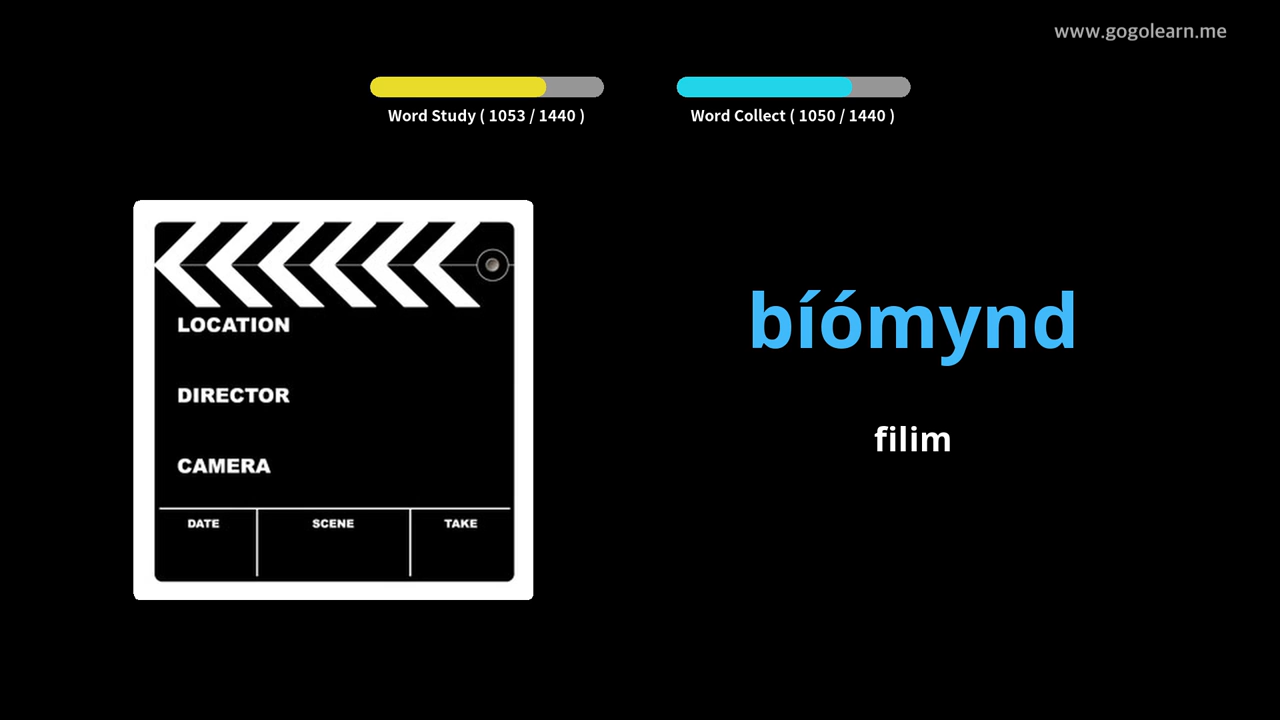 www.gogolearn.me
Word Study ( 1053 / 1440 )
Word Collect ( 1050 / 1440 )
LOCATION
DIRECTOR
CAMERA
DATE
SCENE
TAKE
bíómynd
filim